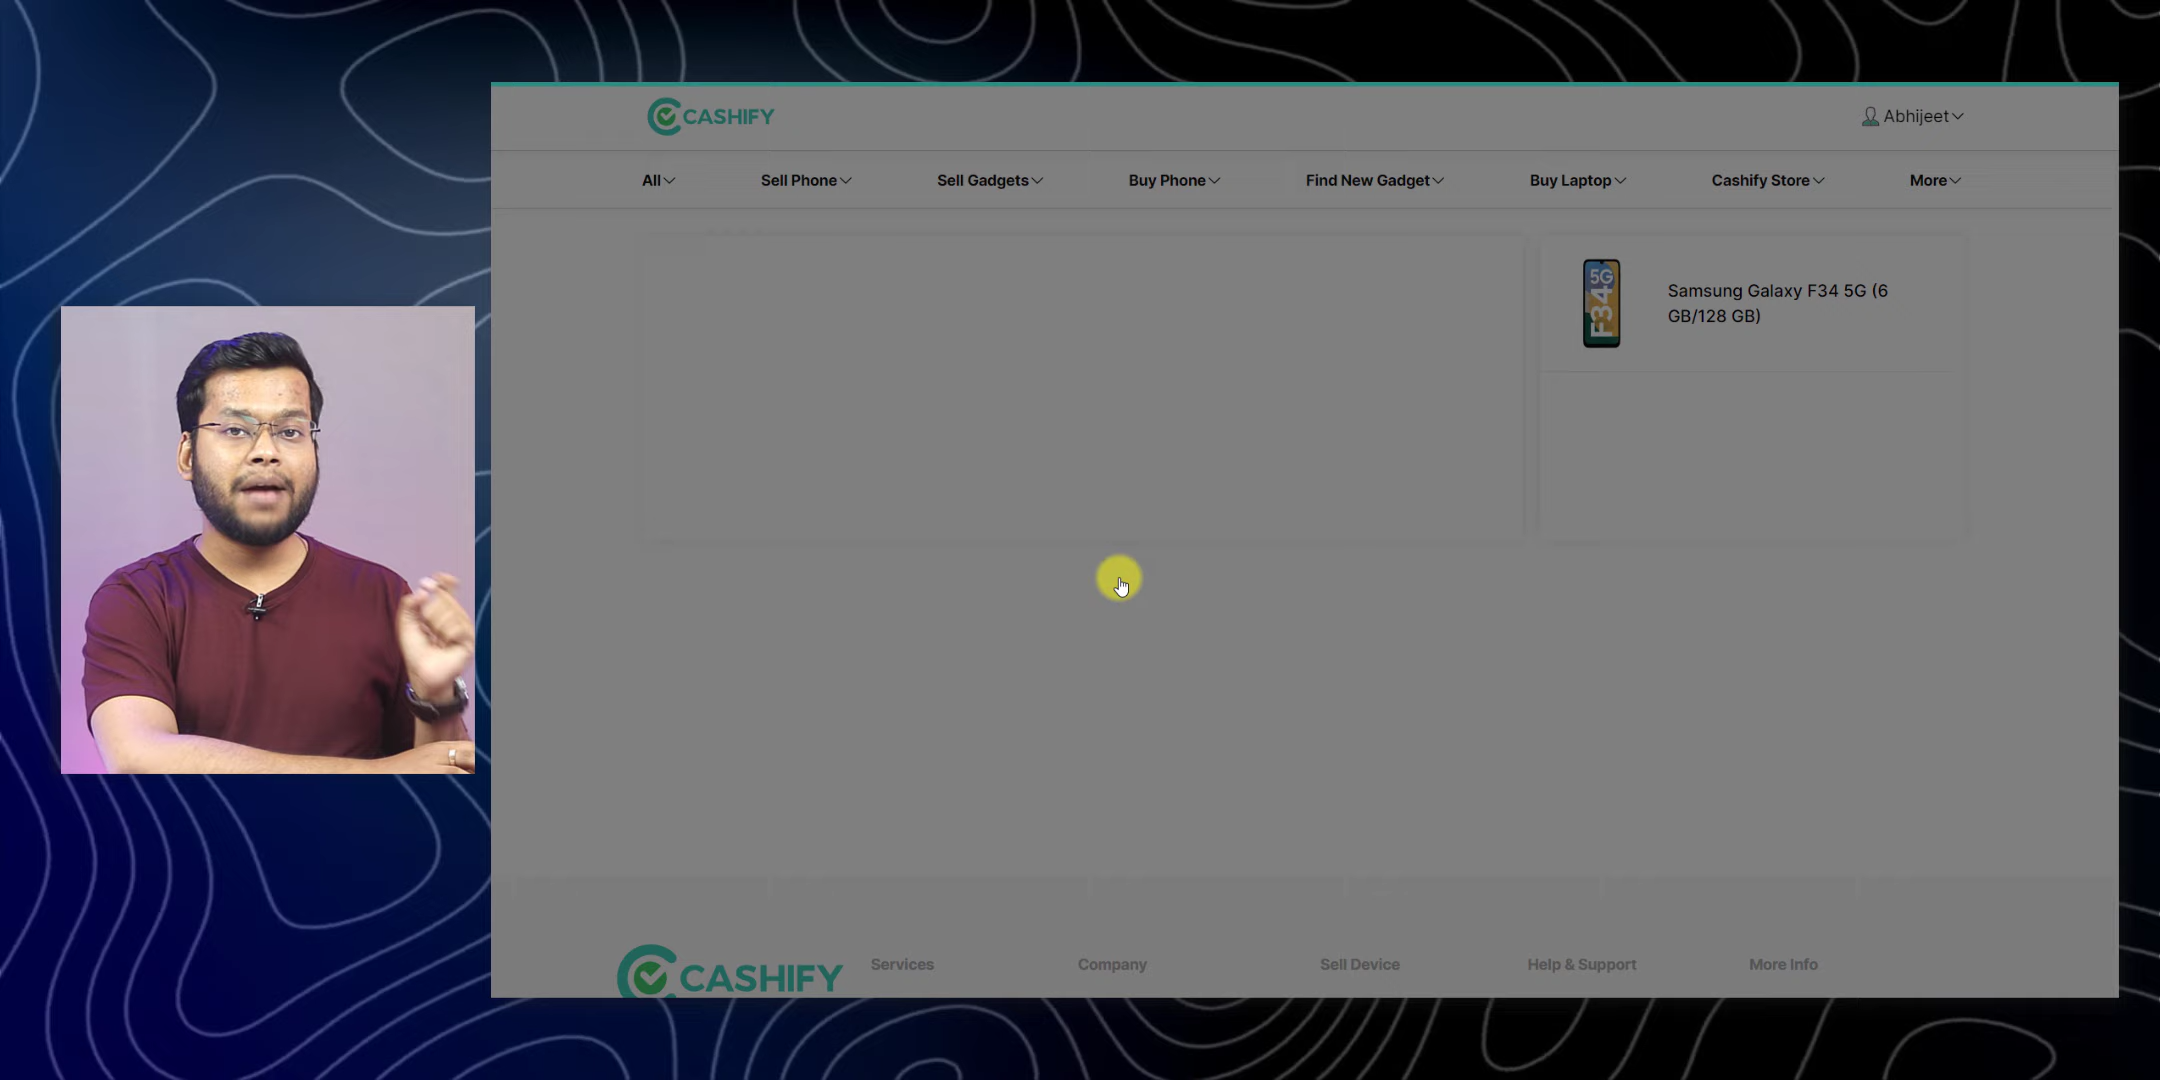 CASHIFY
Abhijeet
All
Sell Phone
Sell Gadgets
Buy Phone
Find New Gadget
Buy Laptop
Cashify Store
More
5G
F34
Samsung Galaxy F34 5G (6
GB/128 GB)
CASHIFY
Services
Company
Sell Device
Help & Support
More Info